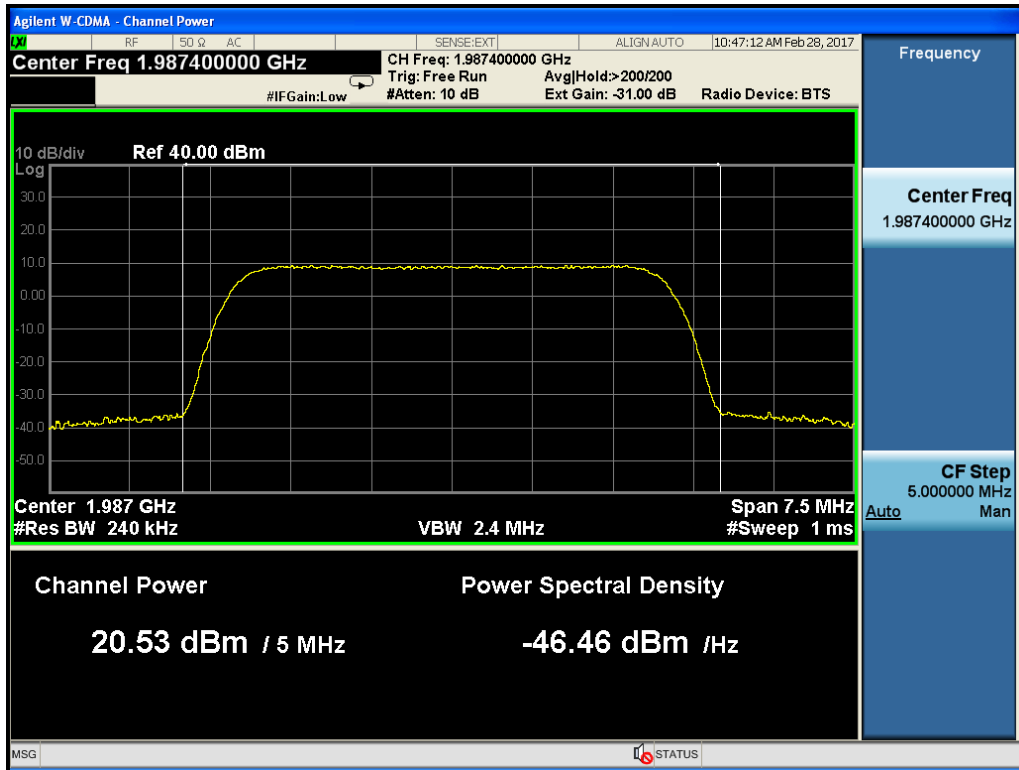 Agilent W-CDMA - Channel Power
LXI RF 50 Ω AC SENSE:EXT ALIGN AUTO 10:47:12 AM Feb 28, 2017
Center Freq 1.987400000 GHz
CH Freq: 1.987400000 GHz
Trig: Free Run Avg|Hold:>200/200
#IFGain:Low #Atten: 10 dB Ext Gain: -31.00 dB Radio Device: BTS
10 dB/div Ref 40.00 dBm
Log
30.0
20.0
10.0
0.00
-10.0
-20.0
-30.0
-40.0
-50.0
Center 1.987 GHz Span 7.5 MHz
#Res BW 240 kHz VBW 2.4 MHz #Sweep 1 ms
Channel Power Power Spectral Density
20.53 dBm / 5 MHz -46.46 dBm /Hz
MSG STATUS
Frequency
Center Freq
1.987400000 GHz
CF Step
5.000000 MHz
Auto Man